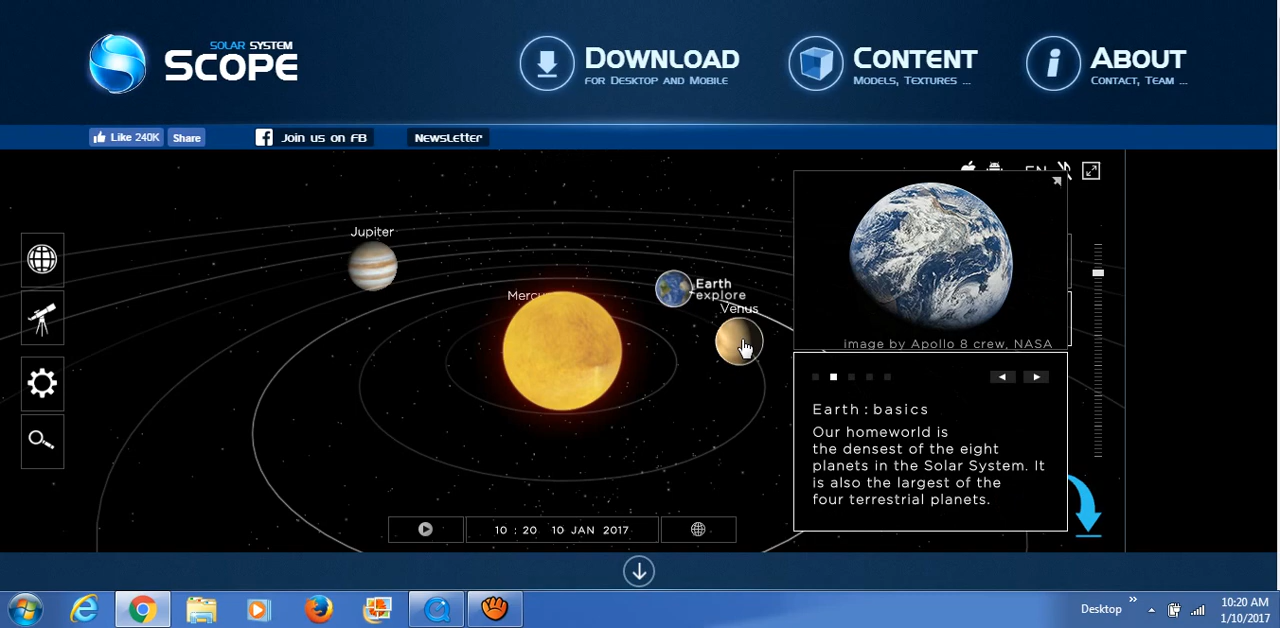 SOLAR SYSTEM
SCOPE
DOWNLOAD
FOR DESKTOP AND MOBILE
CONTENT
MODELS, TEXTURES ...
ABOUT
CONTACT, TEAM ...
Like 240K
Share
Join us on FB
Newsletter
EN
Jupiter
Mercu
Earth
explore
Venus
image by Apollo 8 crew, NASA
Earth : basics
Our homeworld is
the densest of the eight
planets in the Solar System. It
is also the largest of the
four terrestrial planets.
10 : 20 10 JAN 2017
Desktop
10:20 AM
1/10/2017